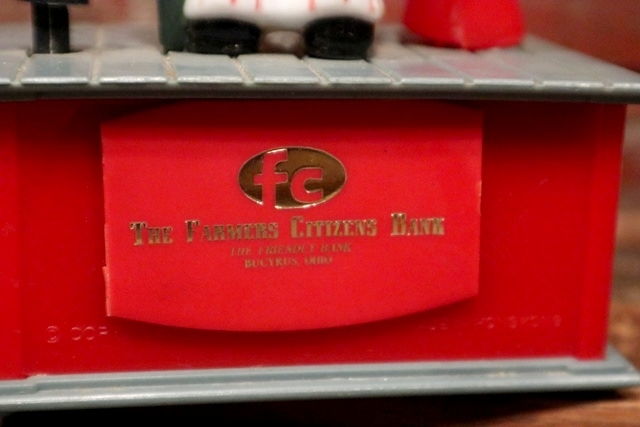 fc
The Farmers Citizens Bank
THE FRIENDLY BANK
BUCYRUS, OHIO
©